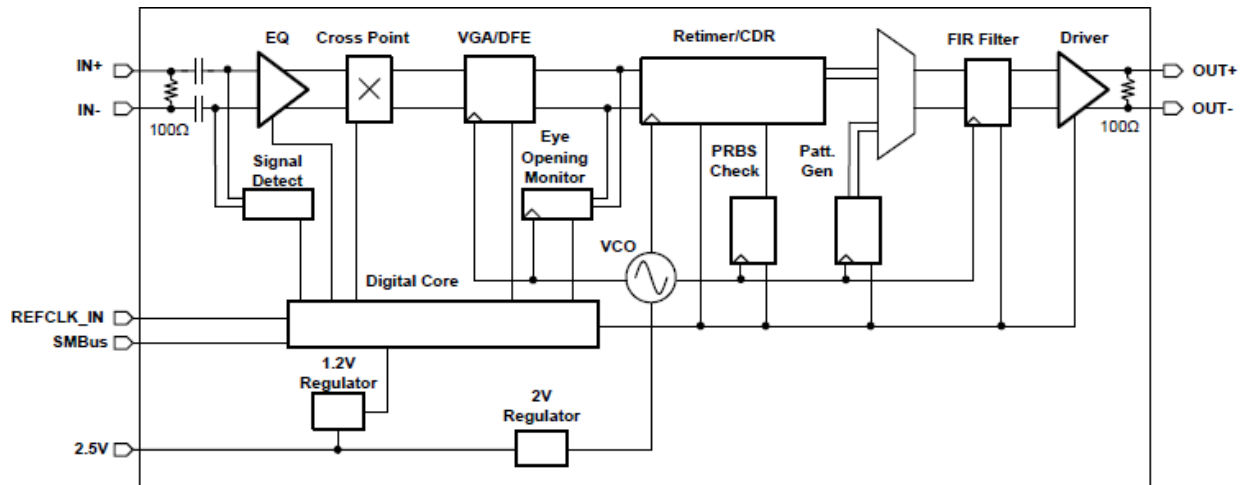 EQ
Cross Point
VGA/DFE
Retimer/CDR
FIR Filter
Driver
IN+
OUT+
IN-
OUT-
100Ω
100Ω
Signal
Detect
Eye
Opening
Monitor
PRBS
Check
Patt.
Gen
VCO
Digital Core
REFCLK_IN
SMBus
1.2V
Regulator
2V
Regulator
2.5V